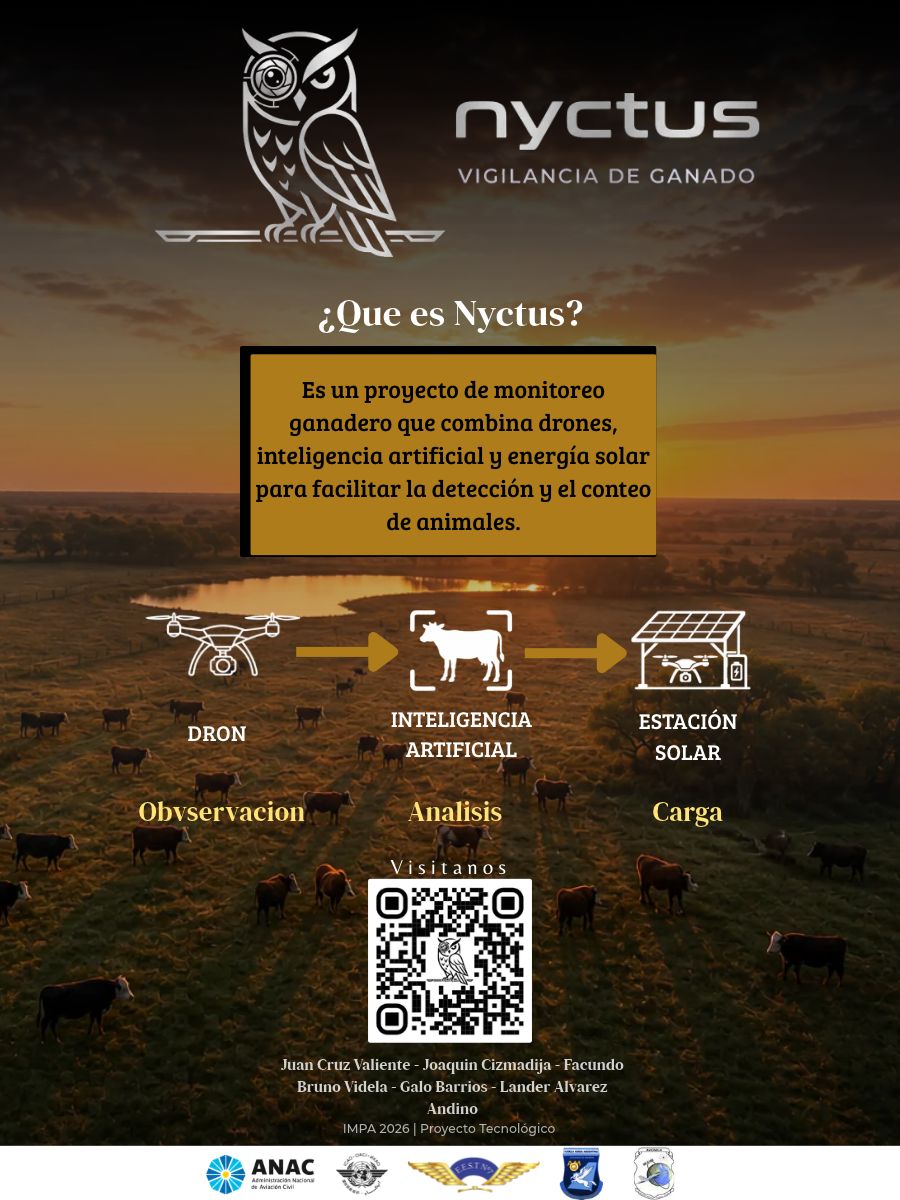 nyctus
VIGILANCIA DE GANADO
¿Que es Nyctus?
Es un proyecto de monitoreo
ganadero que combina drones,
inteligencia artificial y energía solar
para facilitar la detección y el conteo
de animales.
DRON
INTELIGENCIA
ARTIFICIAL
ESTACIÓN
SOLAR
Obvservacion
Analisis
Carga
Visitanos
Juan Cruz Valiente - Joaquin Cizmadija - Facundo
Bruno Videla - Galo Barrios - Lander Alvarez
Andino
IMPA 2026 | Proyecto Tecnológico
ANAC
Administración Nacional
de Aviación Civil